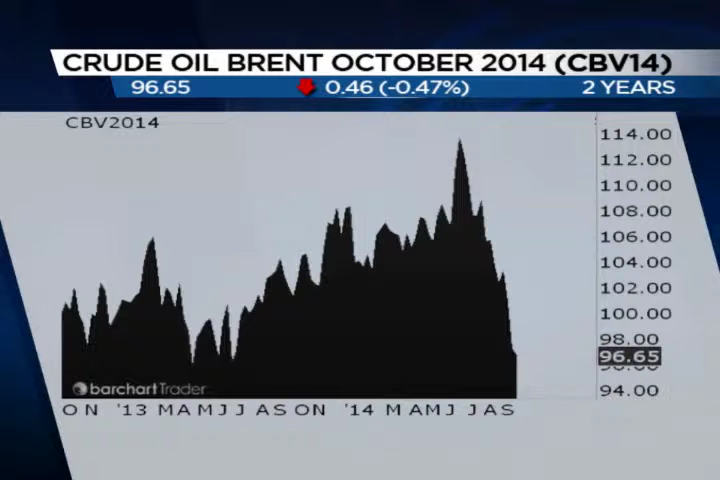 CRUDE OIL BRENT OCTOBER 2014 (CBV14)
96.65 0.46 (-0.47%) 2 YEARS
CBV2014
114.00
112.00
110.00
108.00
106.00
104.00
102.00
100.00
98.00
96.65
94.00
barchart Trader
O N '13 M A M J J A S O N '14 M A M J J A S